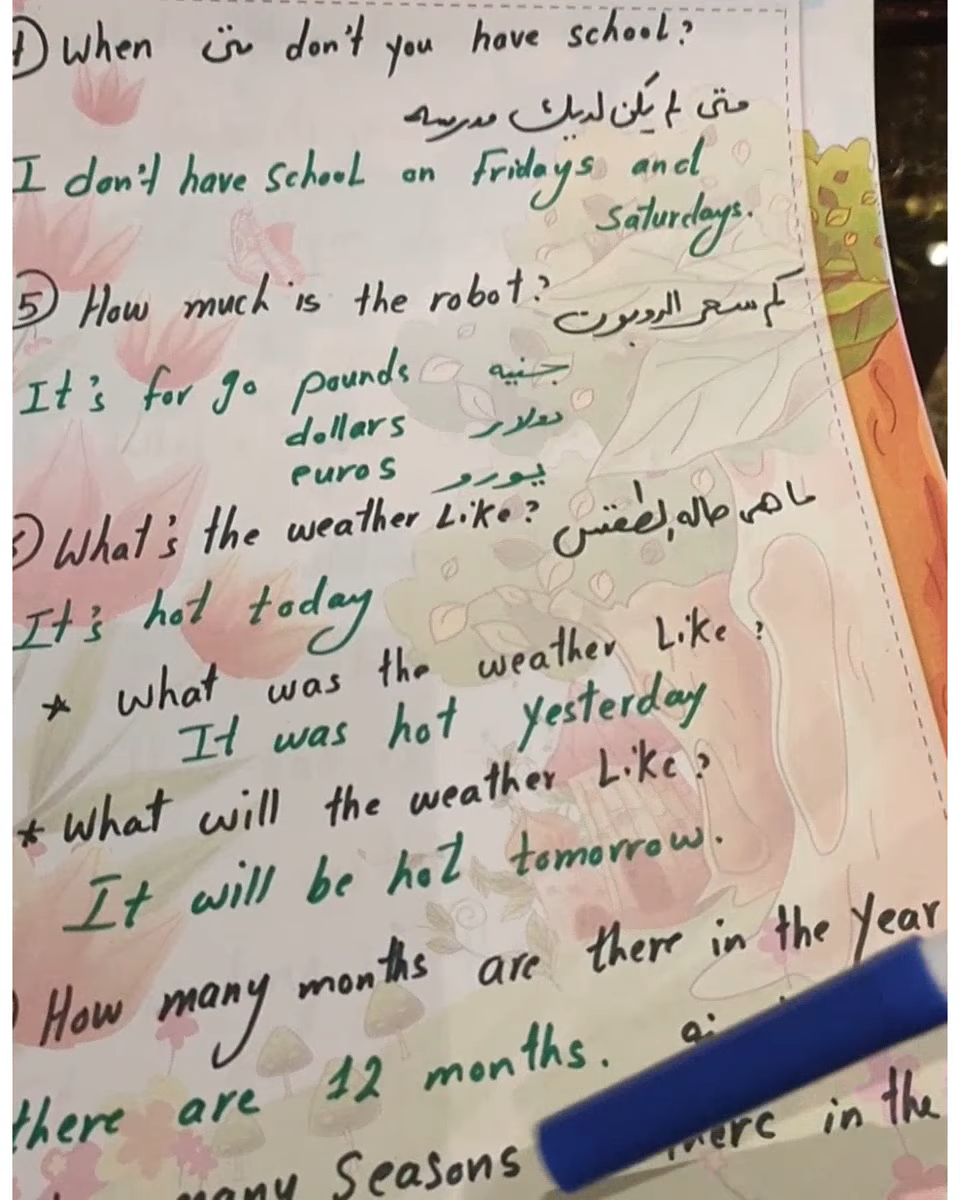 When متى don't you have school?
متى لم يكن لديك مدرسه
I don't have School on Fridays and
Saturdays.
5 How much is the robot? كم سعر الروبوت
It's for 90 pounds جنيه
dollars دولار
euros يورو
What's the weather Like? ما هى حاله الطقس
It's hot today
* What was the weather Like?
It was hot yesterday
* What will the weather Like?
It will be hot tomorrow.
How many months are there in the Year
there are 12 months.
many Seasons there in the